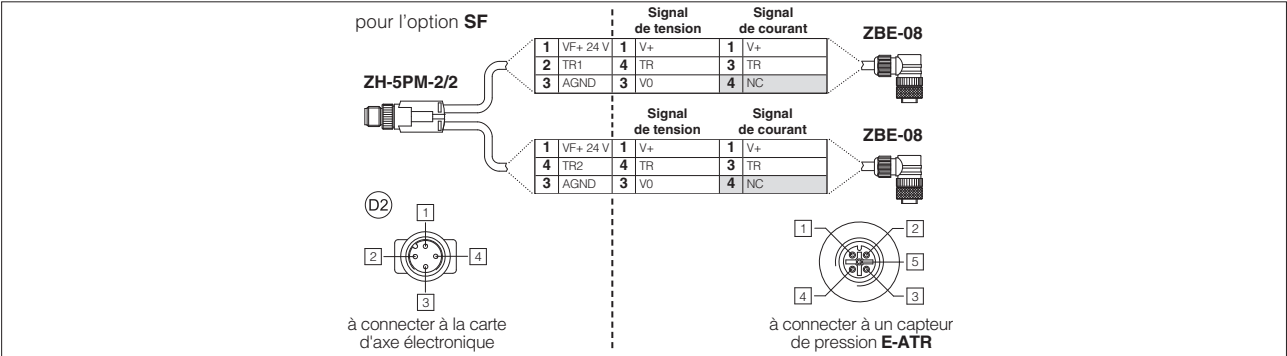 pour l'option SF
Signal de tension
Signal de courant
ZBE-08
1 VF+ 24 V 1 V+ 1 V+
2 TR1 4 TR 3 TR
3 AGND 3 V0 4 NC
ZH-5PM-2/2
Signal de tension
Signal de courant
ZBE-08
1 VF+ 24 V 1 V+ 1 V+
4 TR2 4 TR 3 TR
3 AGND 3 V0 4 NC
D2
1
2
4
3
à connecter à la carte
d'axe électronique
1
2
5
4
3
à connecter à un capteur
de pression E-ATR